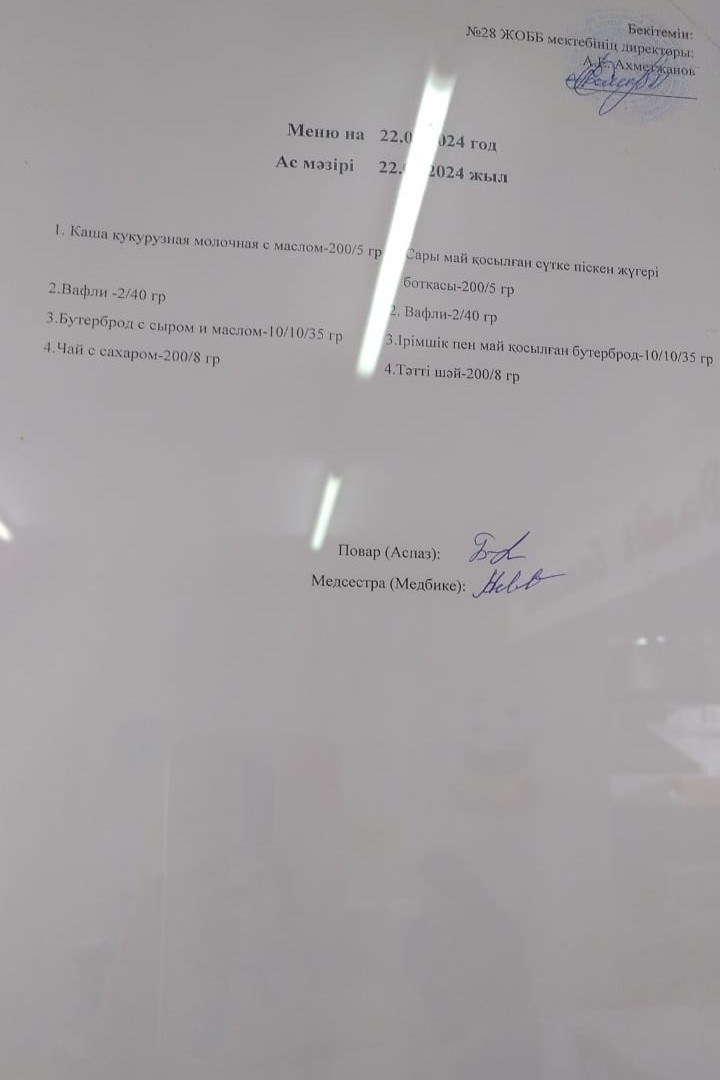 Бекітемін:
№28 ЖОББ мектебінің директоры:
Ахметжанов
Меню на 22.0 024 год
Ас мәзірі 22. 2024 жыл
1. Каша кукурузная молочная с маслом-200/5 гр
2.Вафли -2/40 гр
3.Бутерброд с сыром и маслом-10/10/35 гр
4.Чай с сахаром-200/8 гр
Сары май қосылған сүтке піскен жүгері
ботқасы-200/5 гр
2. Вафли-2/40 гр
3.Ірімшік пен май қосылған бутерброд-10/10/35 гр
4.Тәтті шәй-200/8 гр
Повар (Аспаз):
Медсестра (Медбике):